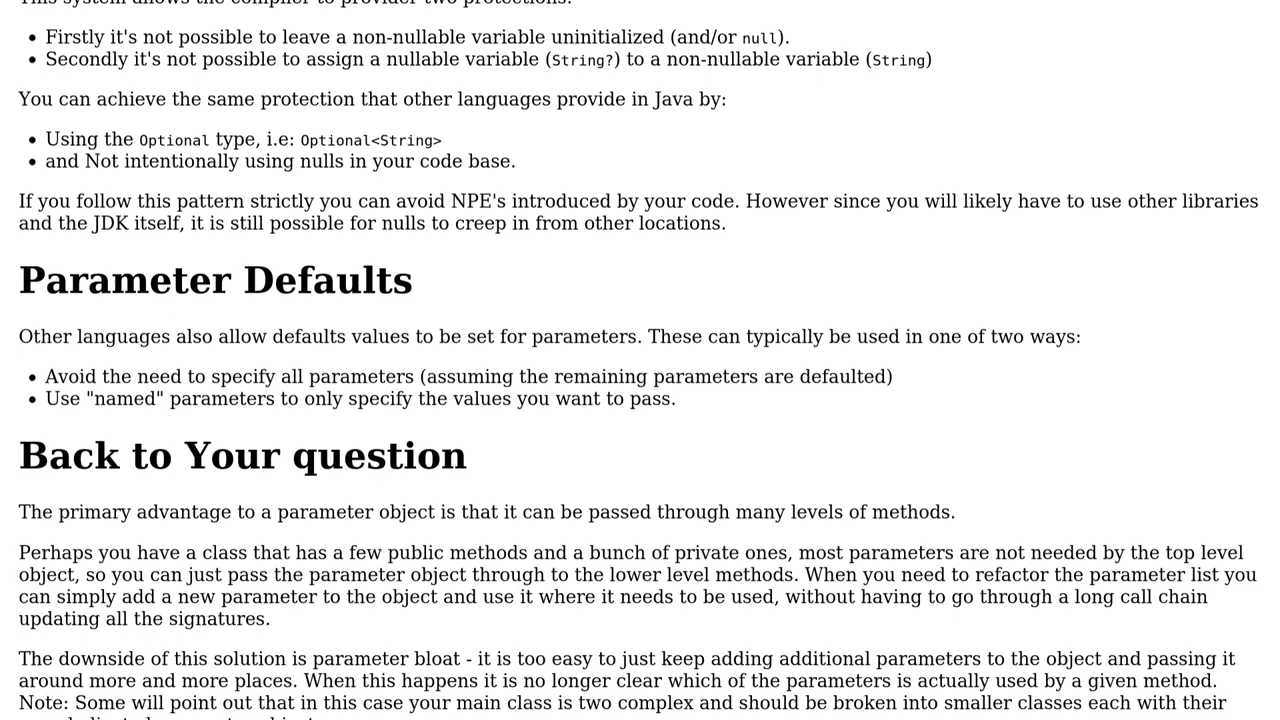 This system allows the compiler to provider two protections:
Firstly it's not possible to leave a non-nullable variable uninitialized (and/or null).
Secondly it's not possible to assign a nullable variable (String?) to a non-nullable variable (String)
You can achieve the same protection that other languages provide in Java by:
Using the Optional type, i.e: Optional<String>
and Not intentionally using nulls in your code base.
If you follow this pattern strictly you can avoid NPE's introduced by your code. However since you will likely have to use other libraries
and the JDK itself, it is still possible for nulls to creep in from other locations.
Parameter Defaults
Other languages also allow defaults values to be set for parameters. These can typically be used in one of two ways:
Avoid the need to specify all parameters (assuming the remaining parameters are defaulted)
Use "named" parameters to only specify the values you want to pass.
Back to Your question
The primary advantage to a parameter object is that it can be passed through many levels of methods.
Perhaps you have a class that has a few public methods and a bunch of private ones, most parameters are not needed by the top level
object, so you can just pass the parameter object through to the lower level methods. When you need to refactor the parameter list you
can simply add a new parameter to the object and use it where it needs to be used, without having to go through a long call chain
updating all the signatures.
The downside of this solution is parameter bloat - it is too easy to just keep adding additional parameters to the object and passing it
around more and more places. When this happens it is no longer clear which of the parameters is actually used by a given method.
Note: Some will point out that in this case your main class is two complex and should be broken into smaller classes each with their